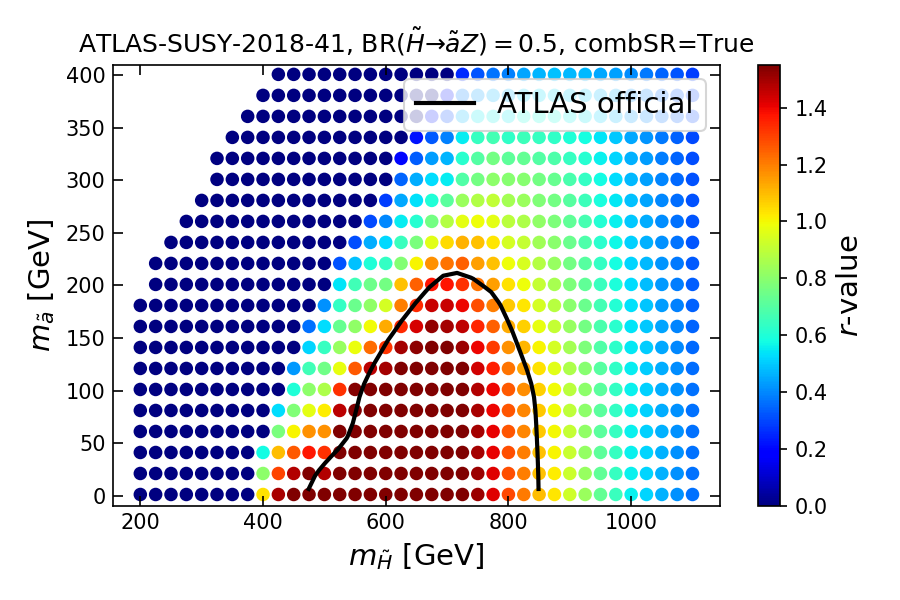 ATLAS-SUSY-2018-41, BR(H̃→ãZ) = 0.5, combSR=True
ATLAS official
m_ã [GeV]
400
350
300
250
200
150
100
50
0
200 400 600 800 1000
m_H̃ [GeV]
1.4
1.2
1.0
0.8
0.6
0.4
0.2
0.0
r-value